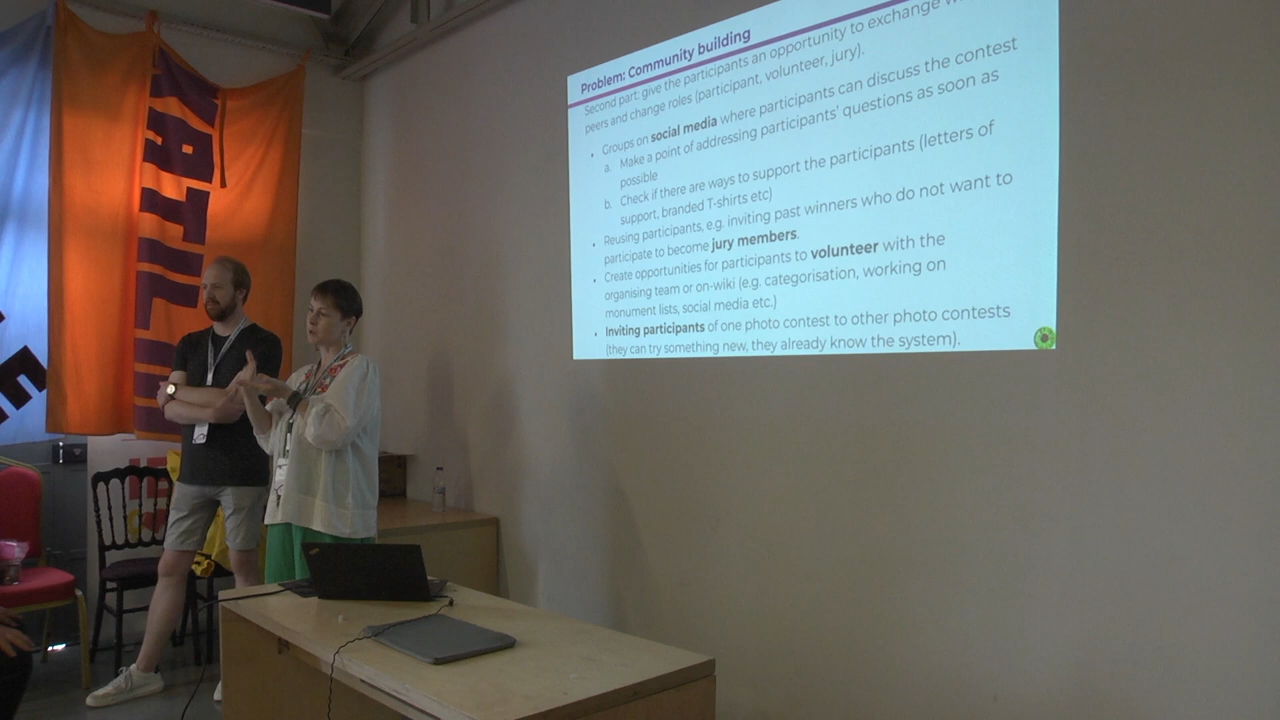 Problem: Community building
Second part: give the participants an opportunity to exchange
peers and change roles (participant, volunteer, jury).
• Groups on social media where participants can discuss the contest
a. Make a point of addressing participants' questions as soon as
possible
b. Check if there are ways to support the participants (letters of
support, branded T-shirts etc)
• Reusing participants, e.g. inviting past winners who do not want to
participate to become jury members.
• Create opportunities for participants to volunteer with the
organising team or on-wiki (e.g. categorisation, working on
monument lists, social media etc.)
• Inviting participants of one photo contest to other photo contests
(they can try something new, they already know the system).